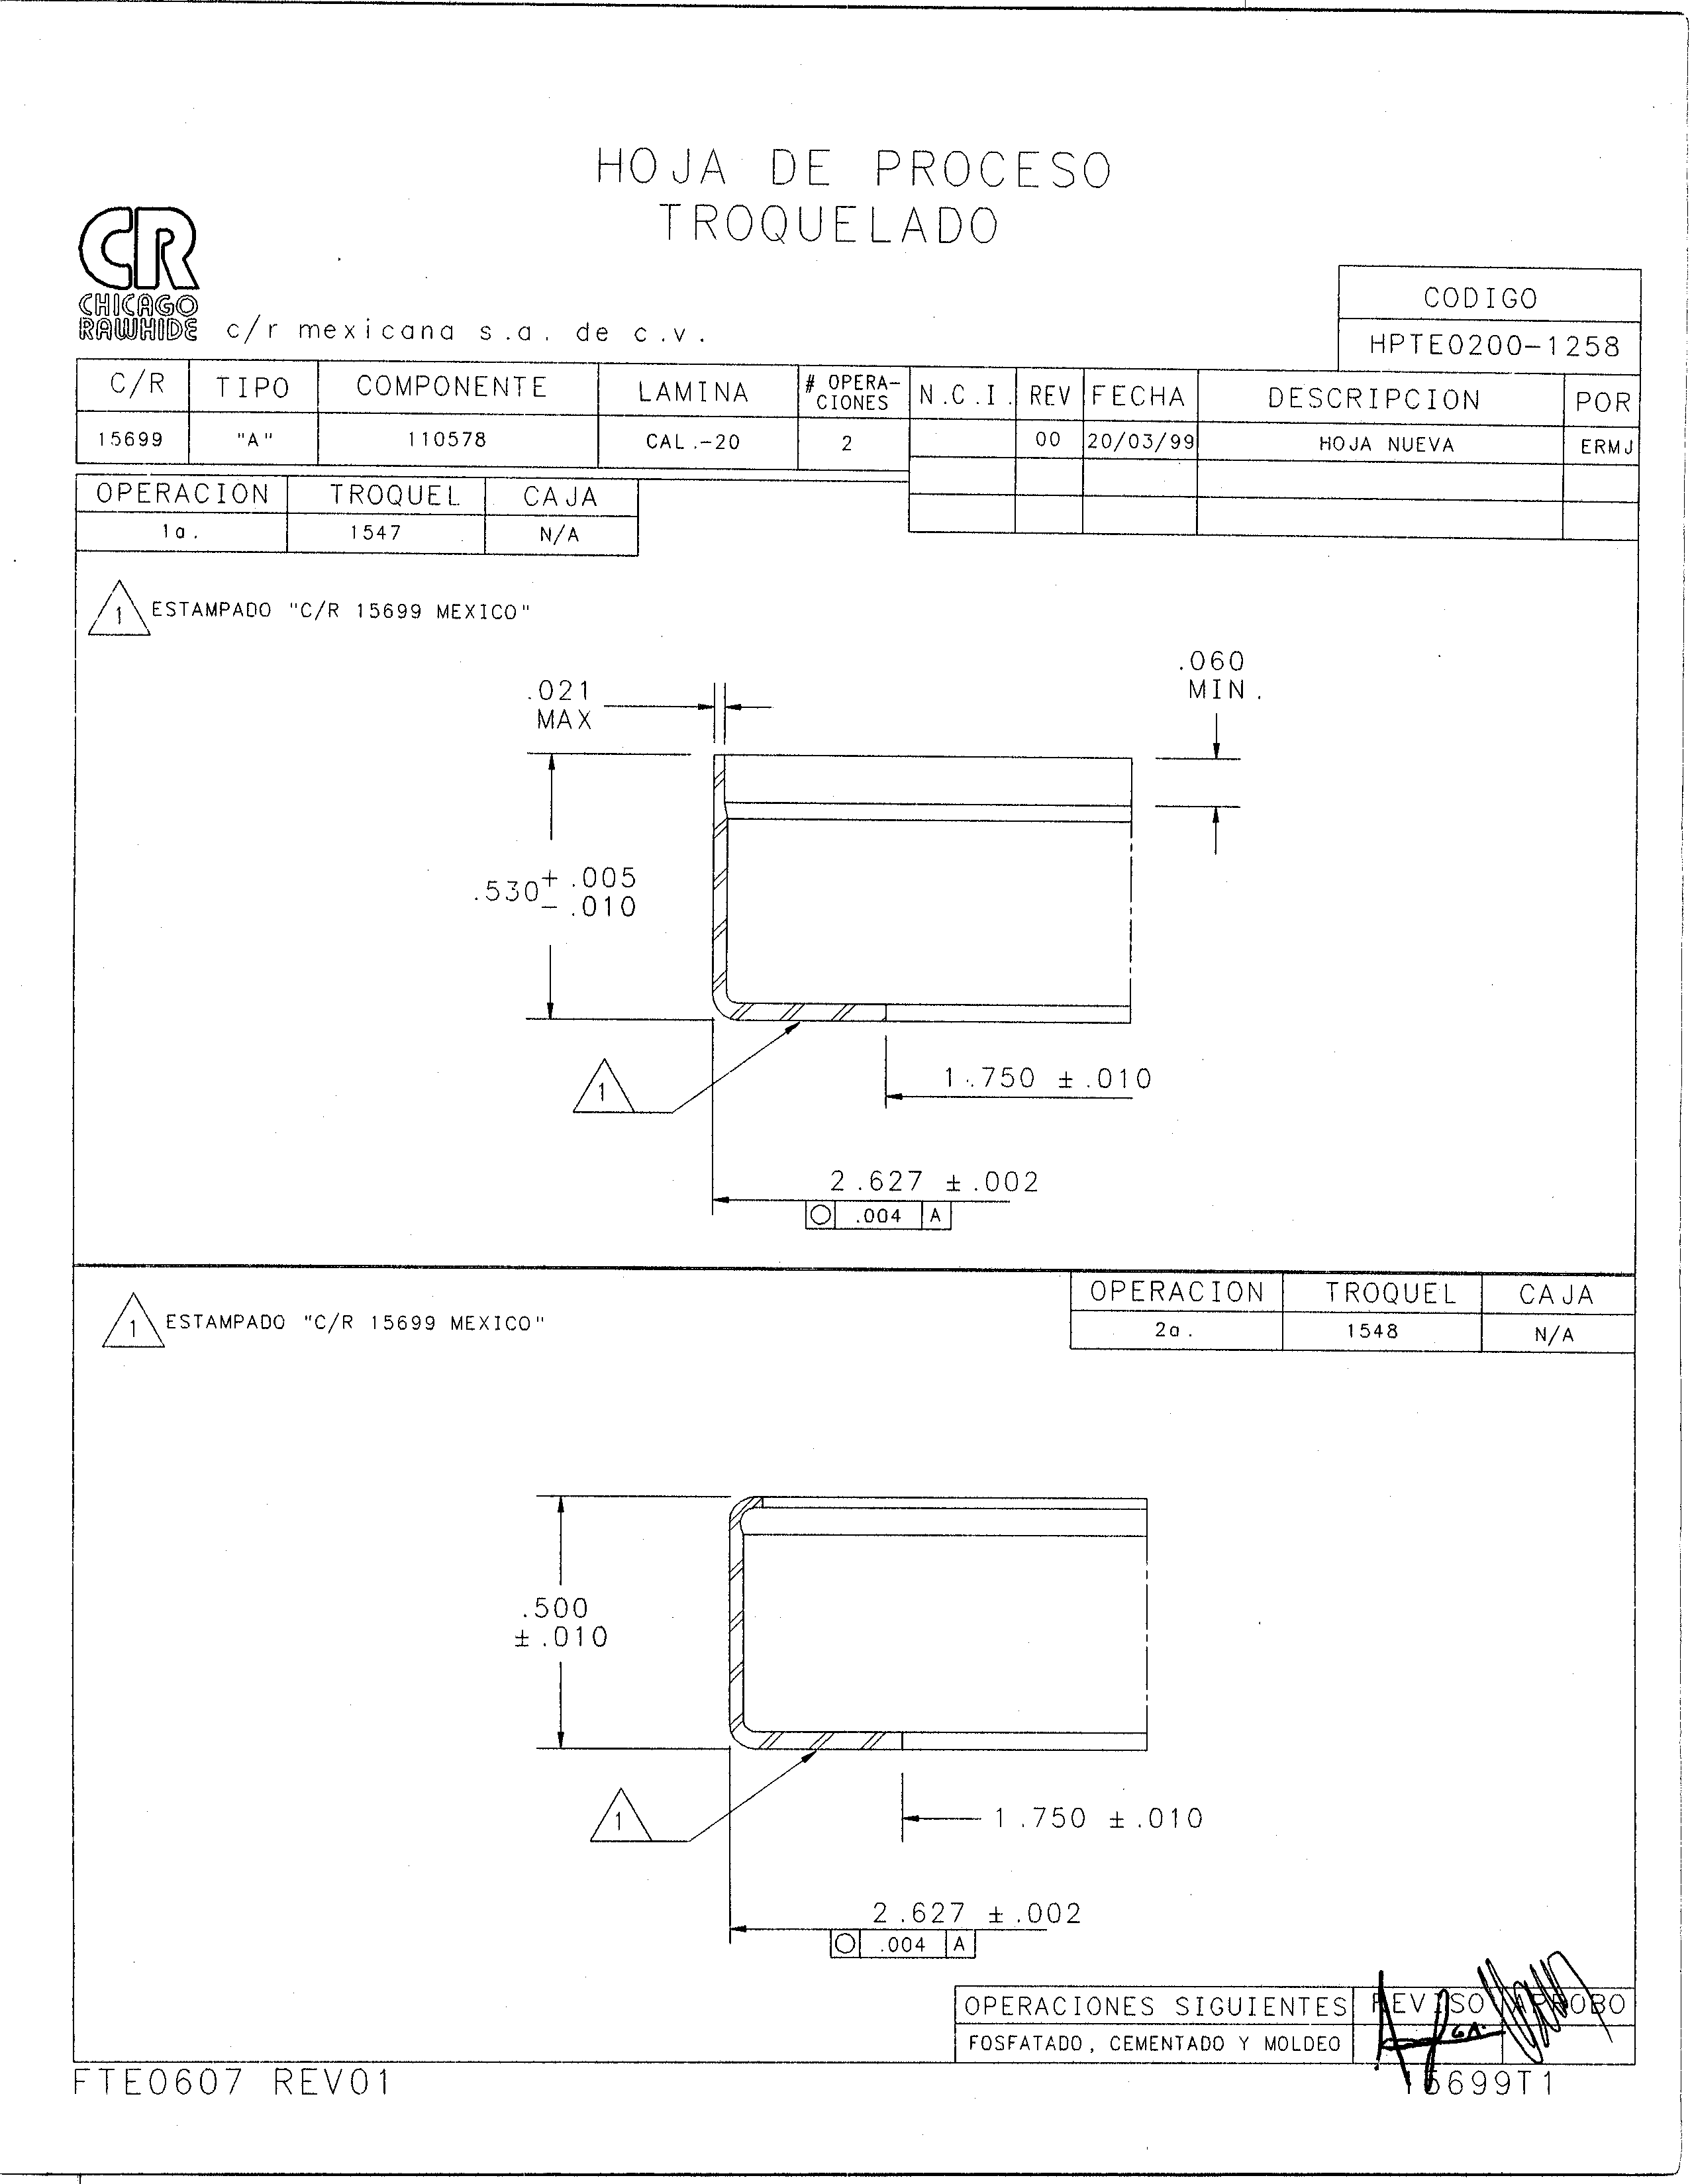 HOJA DE PROCESO
TROQUELADO
CR
CHICAGO
RAWHIDE
c/r mexicana s.a. de c.v.
CODIGO
HPTE0200-1258
C/R TIPO COMPONENTE LAMINA # OPERA-CIONES N.C.I. REV FECHA DESCRIPCION POR
15699 "A" 110578 CAL.-20 2 00 20/03/99 HOJA NUEVA ERMJ
OPERACION TROQUEL CAJA
1a. 1547 N/A
1 ESTAMPADO "C/R 15699 MEXICO"
.060
MIN.
.021
MAX
.530 + .005
- .010
1
1.750 ±.010
2.627 ±.002
.004 A
OPERACION TROQUEL CAJA
2a. 1548 N/A
1 ESTAMPADO "C/R 15699 MEXICO"
.500
±.010
1
1.750 ±.010
2.627 ±.002
.004 A
OPERACIONES SIGUIENTES REVISO APROBO
FOSFATADO, CEMENTADO Y MOLDEO
FTE0607 REV01
15699T1